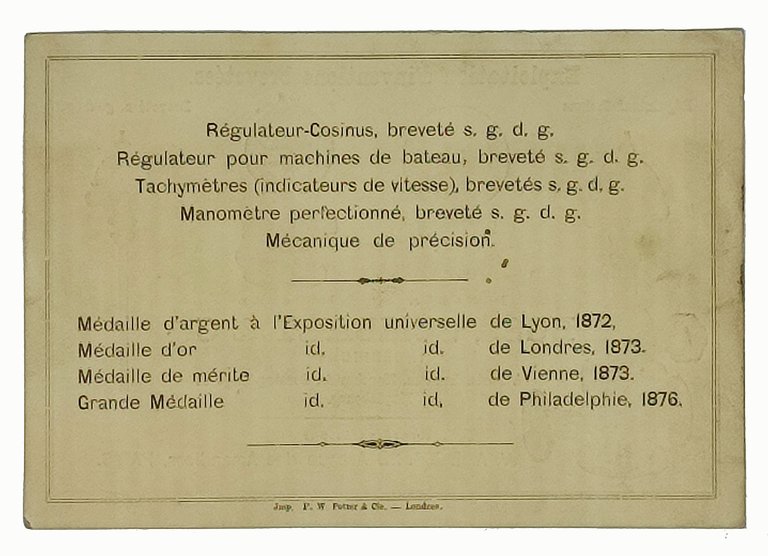 Régulateur-Cosinus, breveté s. g. d. g.
Régulateur pour machines de bateau, breveté s. g. d. g.
Tachymètres (indicateurs de vitesse), brevetés s. g. d. g.
Manomètre perfectionné, breveté s. g. d. g.
Mécanique de précision.
Médaille d'argent à l'Exposition universelle de Lyon, 1872,
Médaille d'or id. id. de Londres, 1873.
Médaille de mérite id. id. de Vienne, 1873.
Grande Médaille id. id. de Philadelphie, 1876.
Imp. P. W Potter & Cie. — Londres.